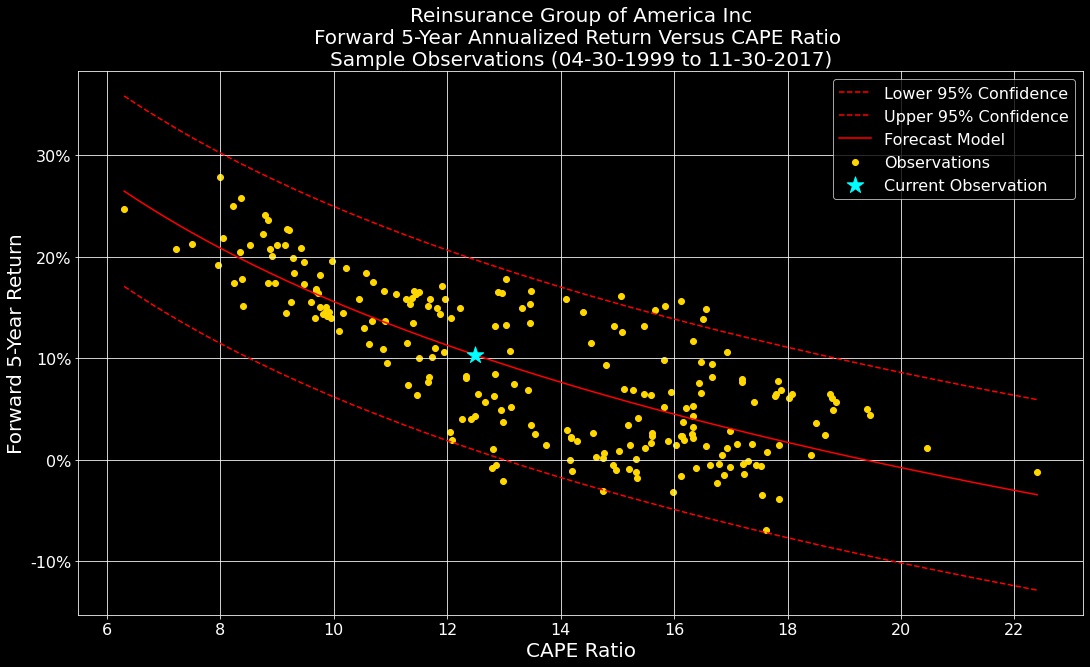 Reinsurance Group of America Inc
Forward 5-Year Annualized Return Versus CAPE Ratio
Sample Observations (04-30-1999 to 11-30-2017)
Lower 95% Confidence
Upper 95% Confidence
Forecast Model
Observations
Current Observation
Forward 5-Year Return
30%
20%
10%
0%
-10%
6 8 10 12 14 16 18 20 22
CAPE Ratio